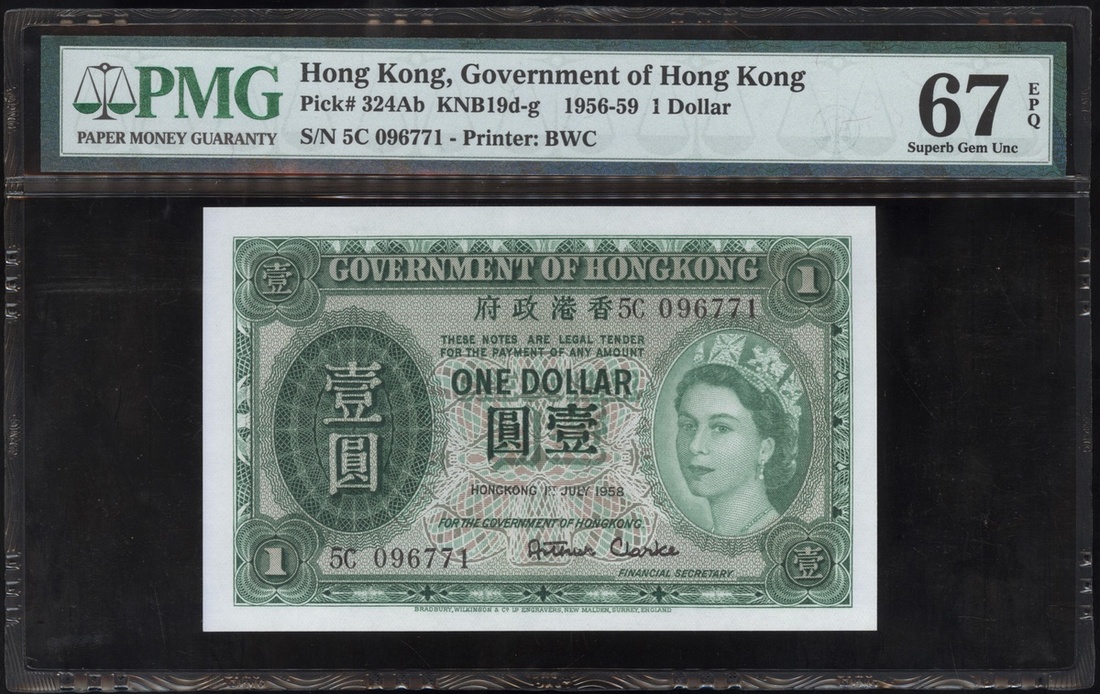 PMG
PAPER MONEY GUARANTY
Hong Kong, Government of Hong Kong
Pick# 324Ab KNB19d-g 1956-59 1 Dollar
S/N 5C 096771 - Printer: BWC
67
EPQ
Superb Gem Unc
壹
GOVERNMENT OF HONGKONG
1
府政港香 5C 096771
THESE NOTES ARE LEGAL TENDER
FOR THE PAYMENT OF ANY AMOUNT
ONE DOLLAR
圓壹
壹
圓
HONGKONG 1ST JULY 1958
FOR THE GOVERNMENT OF HONGKONG
Arthur Clarke
FINANCIAL SECRETARY
1
5C 096771
壹
BRADBURY, WILKINSON & Co. LD ENGRAVERS, NEW MALDEN, SURREY, ENGLAND